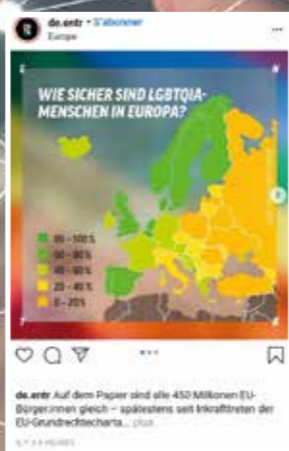 de.entr • S'abonner
Europe
WIE SICHER SIND LGBTQIA-
MENSCHEN IN EUROPA?
80 - 100 %
60 - 80 %
40 - 60 %
20 - 40 %
0 - 20 %
de.entr Auf dem Papier sind alle 450 Millionen EU-
Bürger:innen gleich – spätestens seit Inkrafttreten der
EU-Grundrechtecharta... plus